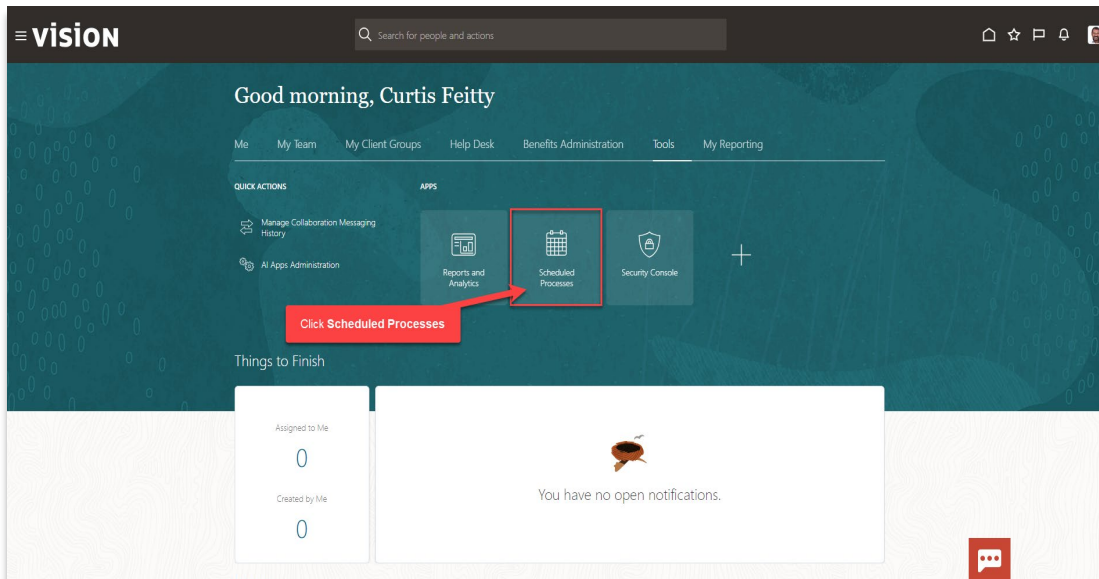 vision
Search for people and actions
Good morning, Curtis Feitty
Me My Team My Client Groups Help Desk Benefits Administration Tools My Reporting
QUICK ACTIONS
APPS
Manage Collaboration Messaging
History
AI Apps Administration
Reports and
Analytics
Scheduled
Processes
Security Console
Click Scheduled Processes
Things to Finish
Assigned to Me
0
Created by Me
0
You have no open notifications.